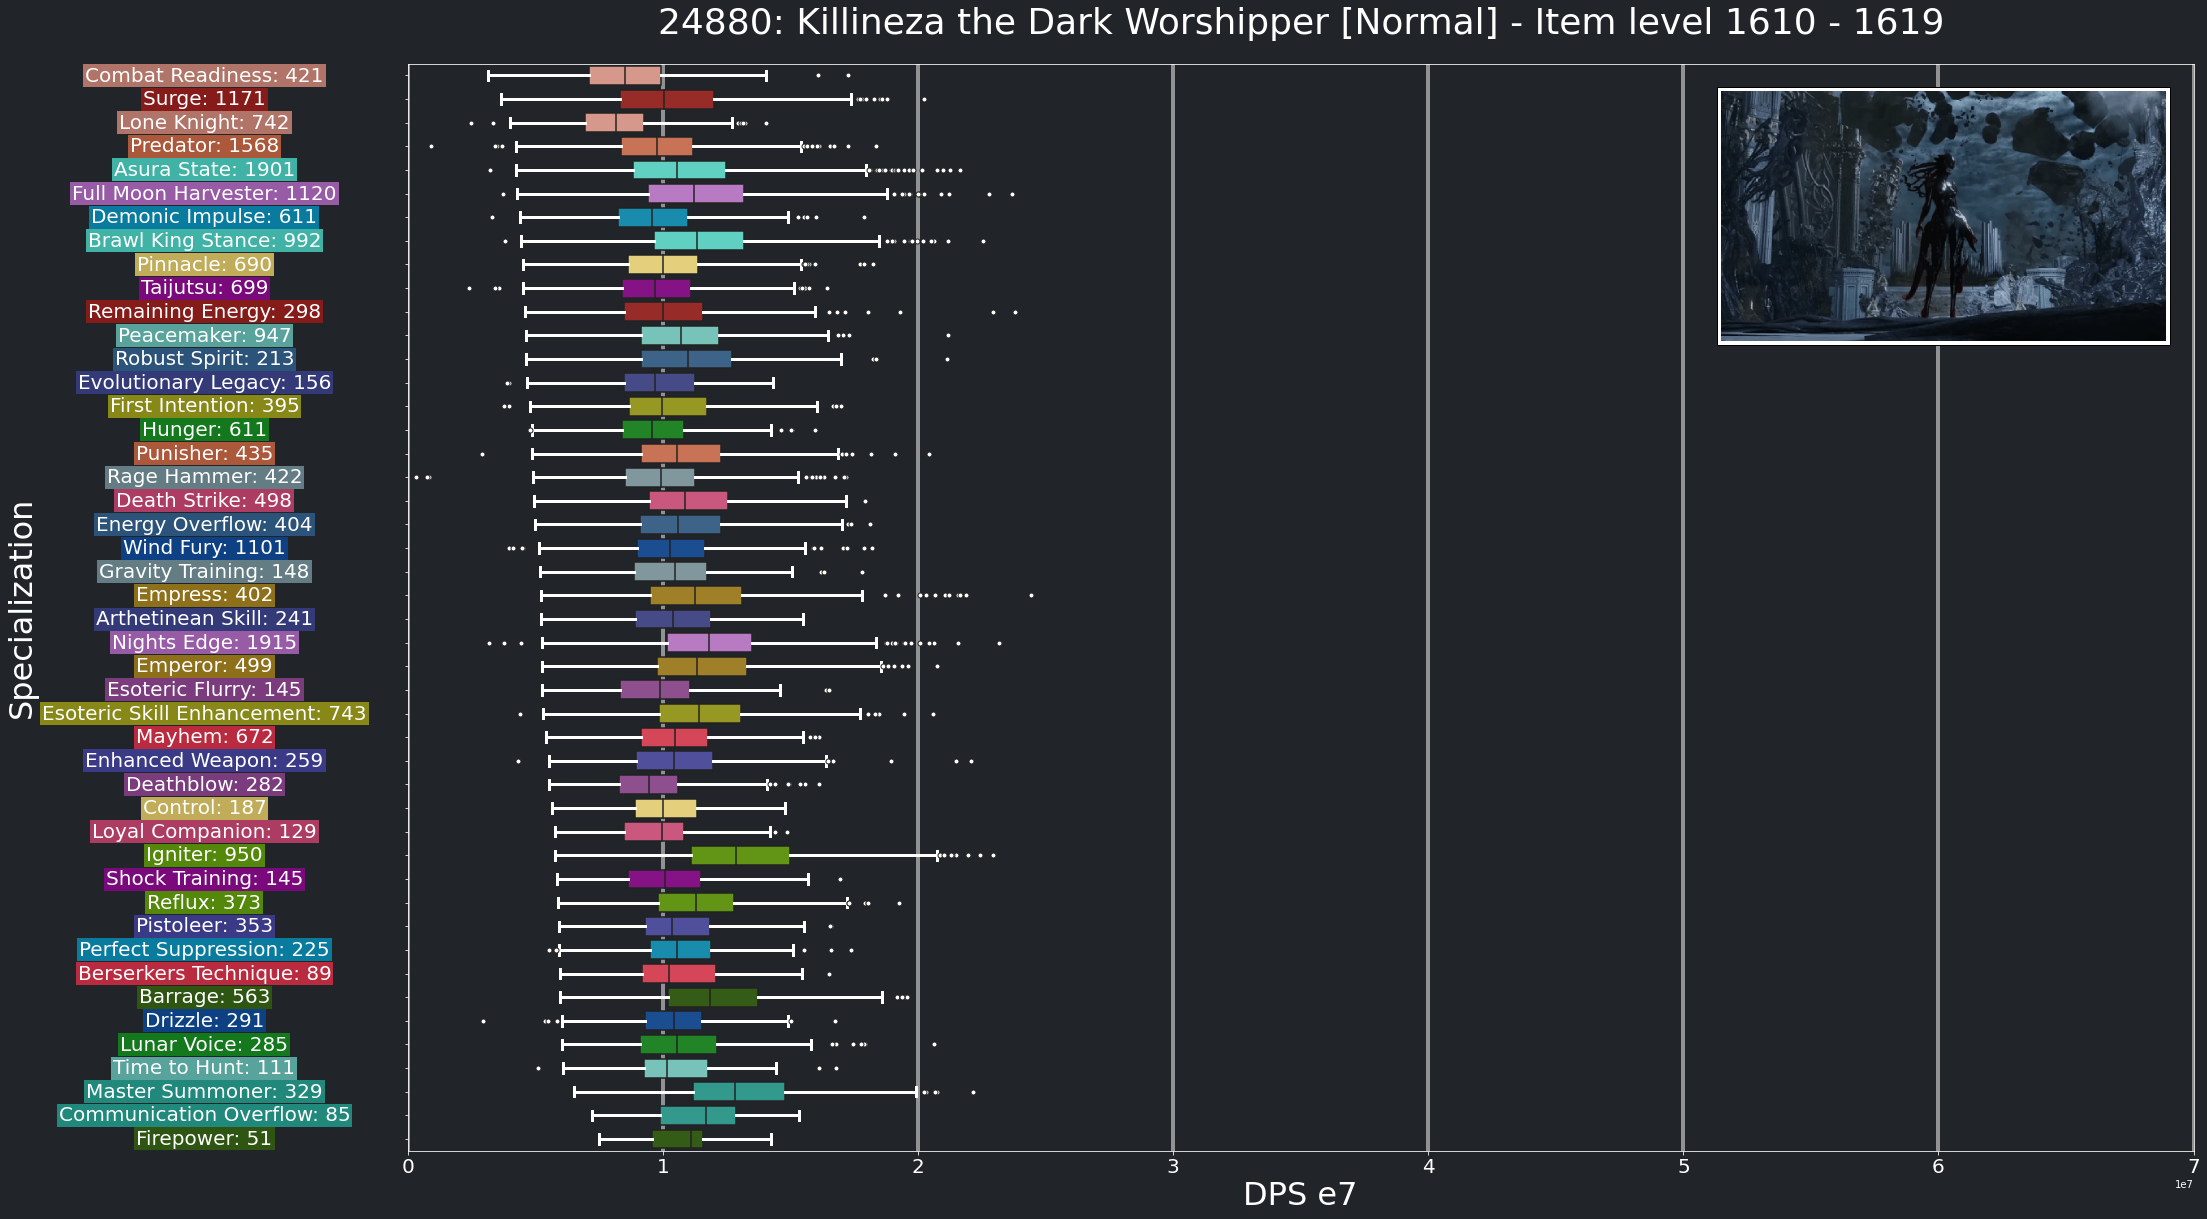 24880: Killineza the Dark Worshipper [Normal] - Item level 1610 - 1619
Specialization
Combat Readiness: 421
Surge: 1171
Lone Knight: 742
Predator: 1568
Asura State: 1901
Full Moon Harvester: 1120
Demonic Impulse: 611
Brawl King Stance: 992
Pinnacle: 690
Taijutsu: 699
Remaining Energy: 298
Peacemaker: 947
Robust Spirit: 213
Evolutionary Legacy: 156
First Intention: 395
Hunger: 611
Punisher: 435
Rage Hammer: 422
Death Strike: 498
Energy Overflow: 404
Wind Fury: 1101
Gravity Training: 148
Empress: 402
Arthetinean Skill: 241
Nights Edge: 1915
Emperor: 499
Esoteric Flurry: 145
Esoteric Skill Enhancement: 743
Mayhem: 672
Enhanced Weapon: 259
Deathblow: 282
Control: 187
Loyal Companion: 129
Igniter: 950
Shock Training: 145
Reflux: 373
Pistoleer: 353
Perfect Suppression: 225
Berserkers Technique: 89
Barrage: 563
Drizzle: 291
Lunar Voice: 285
Time to Hunt: 111
Master Summoner: 329
Communication Overflow: 85
Firepower: 51
0 1 2 3 4 5 6 7
1e7
DPS e7